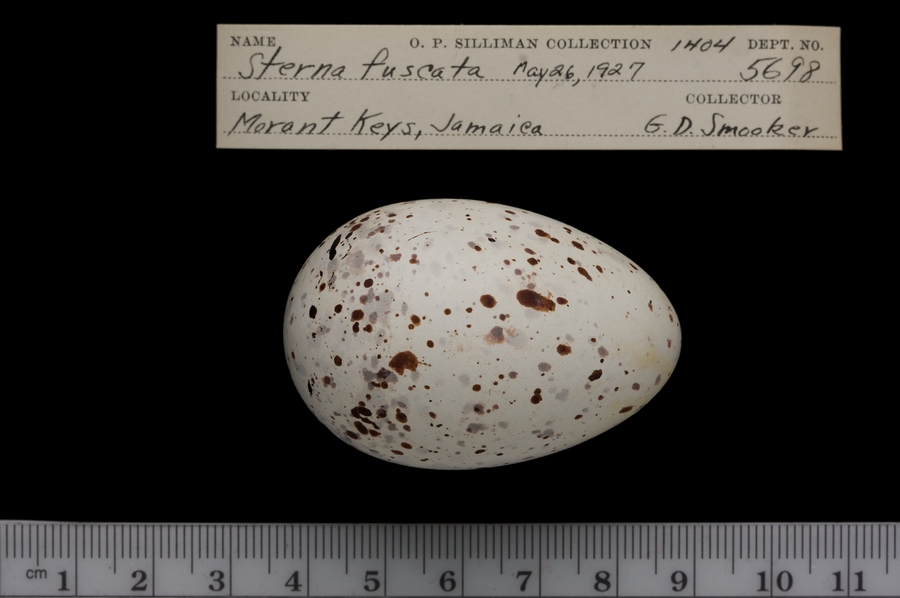 NAME O. P. SILLIMAN COLLECTION 1404 DEPT. NO.
Sterna fuscata May 26, 1927 5698
LOCALITY COLLECTOR
Morant Keys, Jamaica G. D. Smooker
cm 1 2 3 4 5 6 7 8 9 10 11